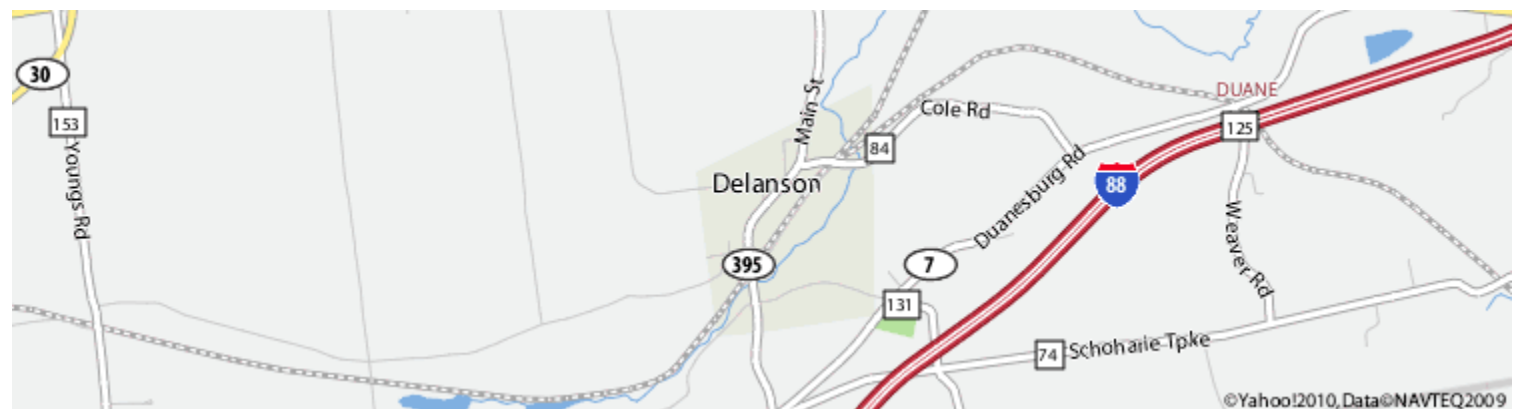 30
153
Youngs Rd
Main St
84
Cole Rd
DUANE
125
Delanson
Duanesburg Rd
88
Weaver Rd
395
7
131
74
Schoharie Tpke
©Yahoo!2010,Data©NAVTEQ2009